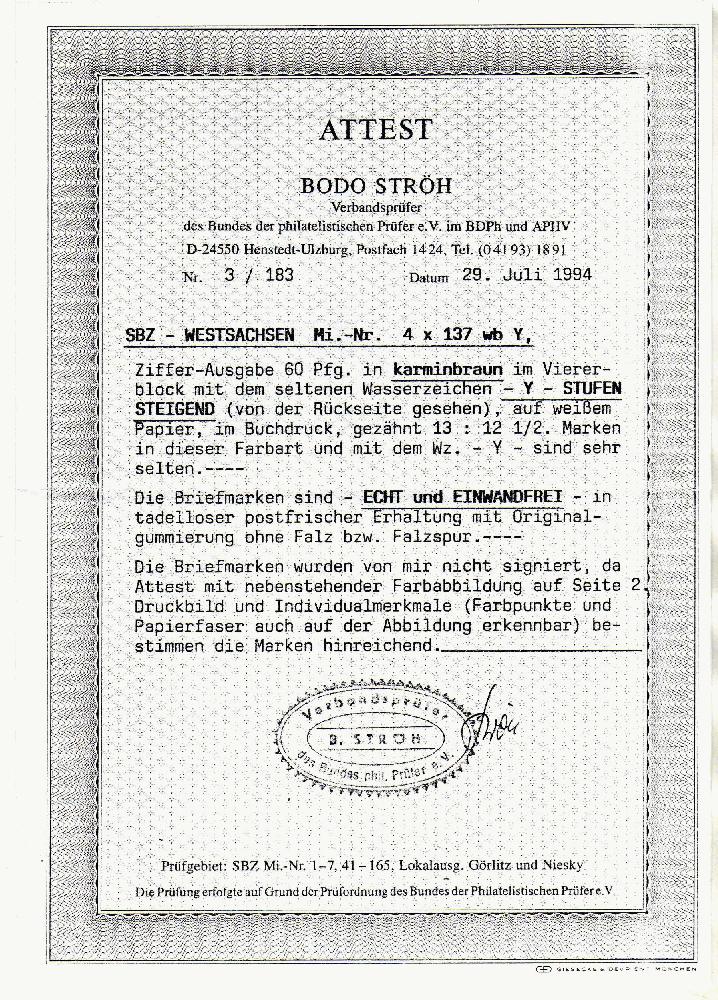 ATTEST
BODO STRÖH
Verbandsprüfer
des Bundes der philatelistischen Prüfer e.V. im BDPh und APHV
D-24550 Henstedt-Ulzburg, Postfach 1424, Tel. (04193) 1891
Nr. 3 / 183 Datum 29. Juli 1994
SBZ - WESTSACHSEN Mi.-Nr. 4 x 137 wb Y,
Ziffer-Ausgabe 60 Pfg. in karminbraun im Vierer-
block mit dem seltenen Wasserzeichen - Y - STUFEN
STEIGEND (von der Rückseite gesehen), auf weißem
Papier, im Buchdruck, gezähnt 13 : 12 1/2. Marken
in dieser Farbart und mit dem Wz. - Y - sind sehr
selten.----
Die Briefmarken sind - ECHT und EINWANDFREI - in
tadelloser postfrischer Erhaltung mit Original-
gummierung ohne Falz bzw. Falzspur.----
Die Briefmarken wurden von mir nicht signiert, da
Attest mit nebenstehender Farbabbildung auf Seite 2.
Druckbild und Individualmerkmale (Farbpunkte und
Papierfaser auch auf der Abbildung erkennbar) be-
stimmen die Marken hinreichend.
Verbandsprüfer
B. STRÖH
des Bundes phil. Prüfer e.V.
Ströh
Prüfgebiet: SBZ Mi.-Nr. 1-7, 41-165, Lokalausg. Görlitz und Niesky
Die Prüfung erfolgte auf Grund der Prüfordnung des Bundes der Philatelistischen Prüfer e.V.
GIESECKE & DEVRIENT MÜNCHEN